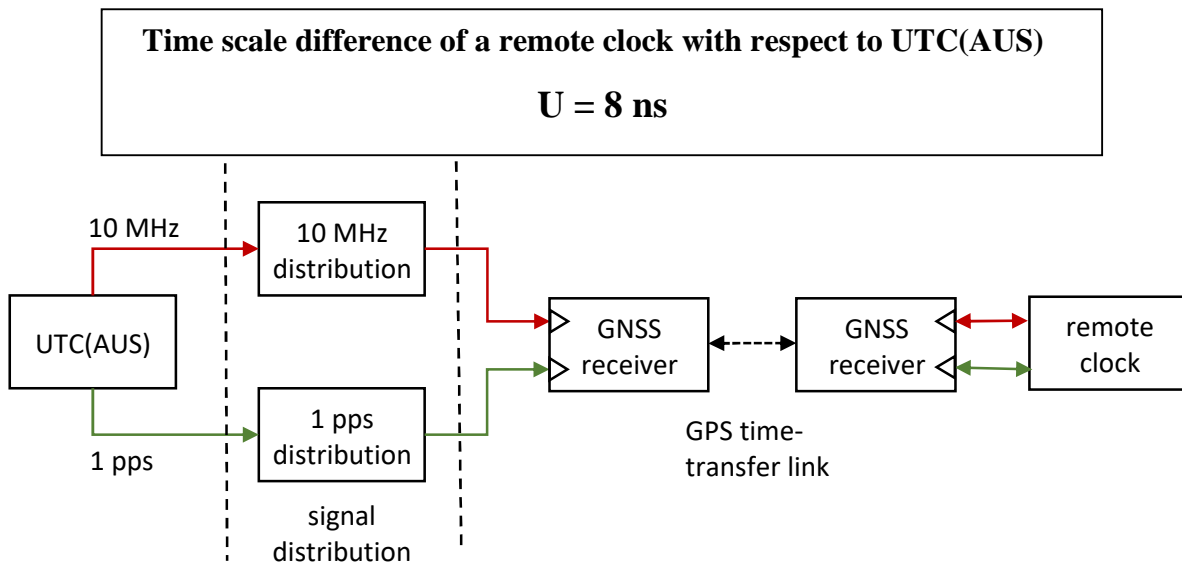 Time scale difference of a remote clock with respect to UTC(AUS)
U = 8 ns
10 MHz
10 MHz
distribution
UTC(AUS)
GNSS
receiver
GNSS
receiver
remote
clock
1 pps
1 pps
distribution
GPS time-
transfer link
signal
distribution